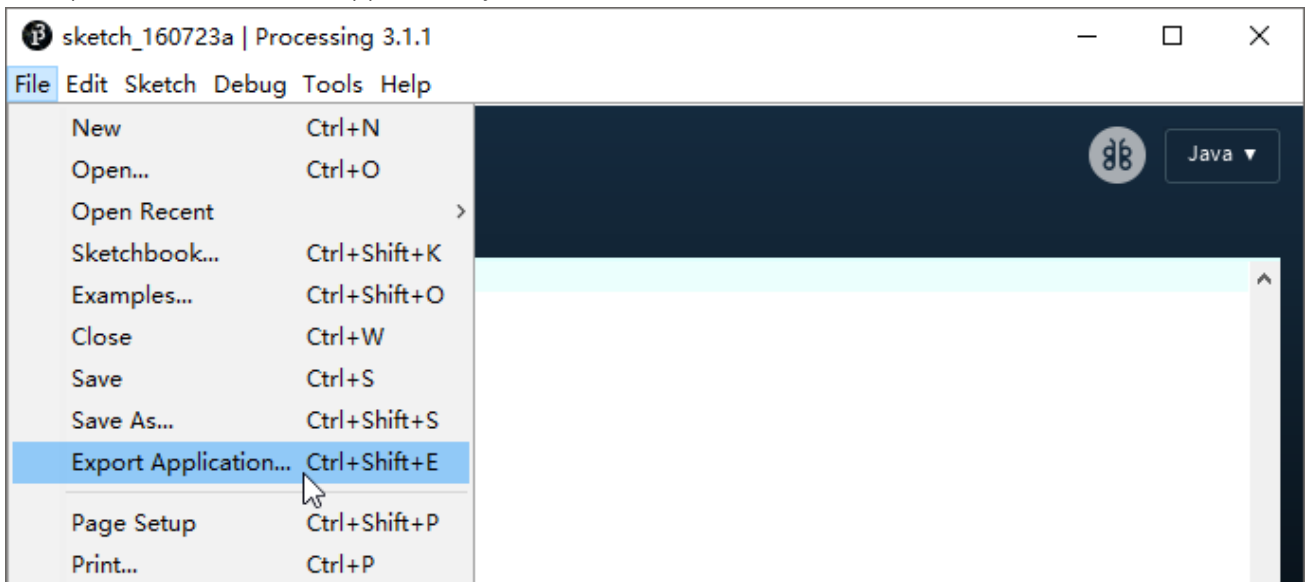 sketch_160723a | Processing 3.1.1
File Edit Sketch Debug Tools Help
Java ▼
New Ctrl+N
Open... Ctrl+O
Open Recent >
Sketchbook... Ctrl+Shift+K
Examples... Ctrl+Shift+O
Close Ctrl+W
Save Ctrl+S
Save As... Ctrl+Shift+S
Export Application... Ctrl+Shift+E
Page Setup Ctrl+Shift+P
Print... Ctrl+P